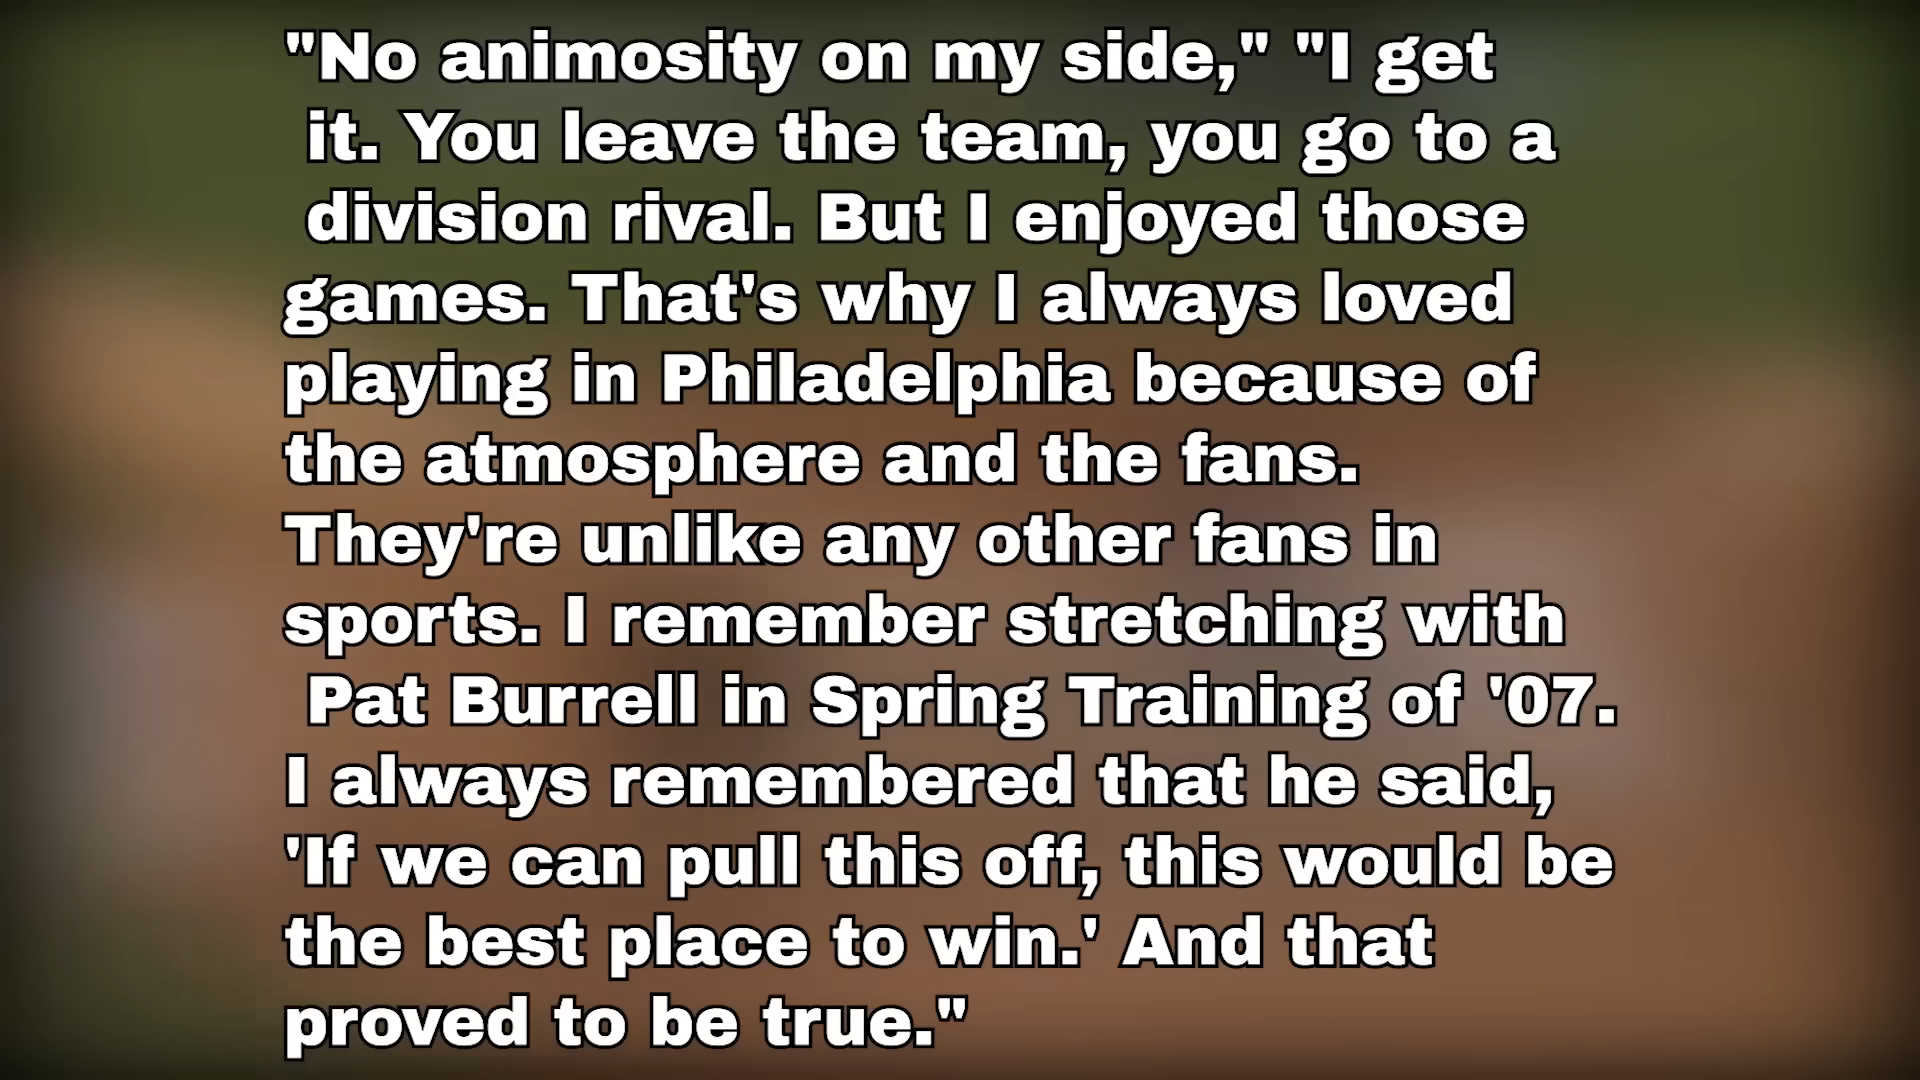 "No animosity on my side," "I get
it. You leave the team, you go to a
division rival. But I enjoyed those
games. That's why I always loved
playing in Philadelphia because of
the atmosphere and the fans.
They're unlike any other fans in
sports. I remember stretching with
Pat Burrell in Spring Training of '07.
I always remembered that he said,
'If we can pull this off, this would be
the best place to win.' And that
proved to be true."